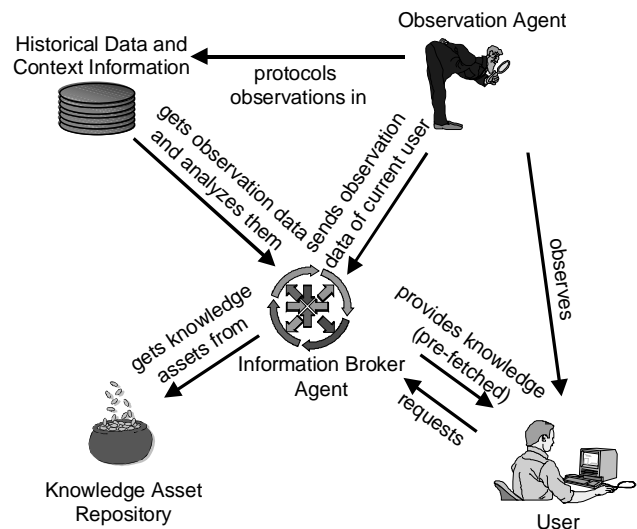 Observation Agent
Historical Data and
Context Information
protocols
observations in
gets observation data
and analyzes them
sends observation
data of current user
observes
gets knowledge
assets from
Information Broker
Agent
provides knowledge
(pre-fetched)
requests
Knowledge Asset
Repository
User